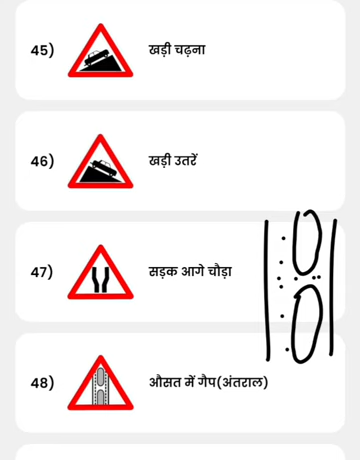 45) खड़ी चढ़ना
46) खड़ी उतरें
47) सड़क आगे चौड़ा
48) औसत में गैप(अंतराल)